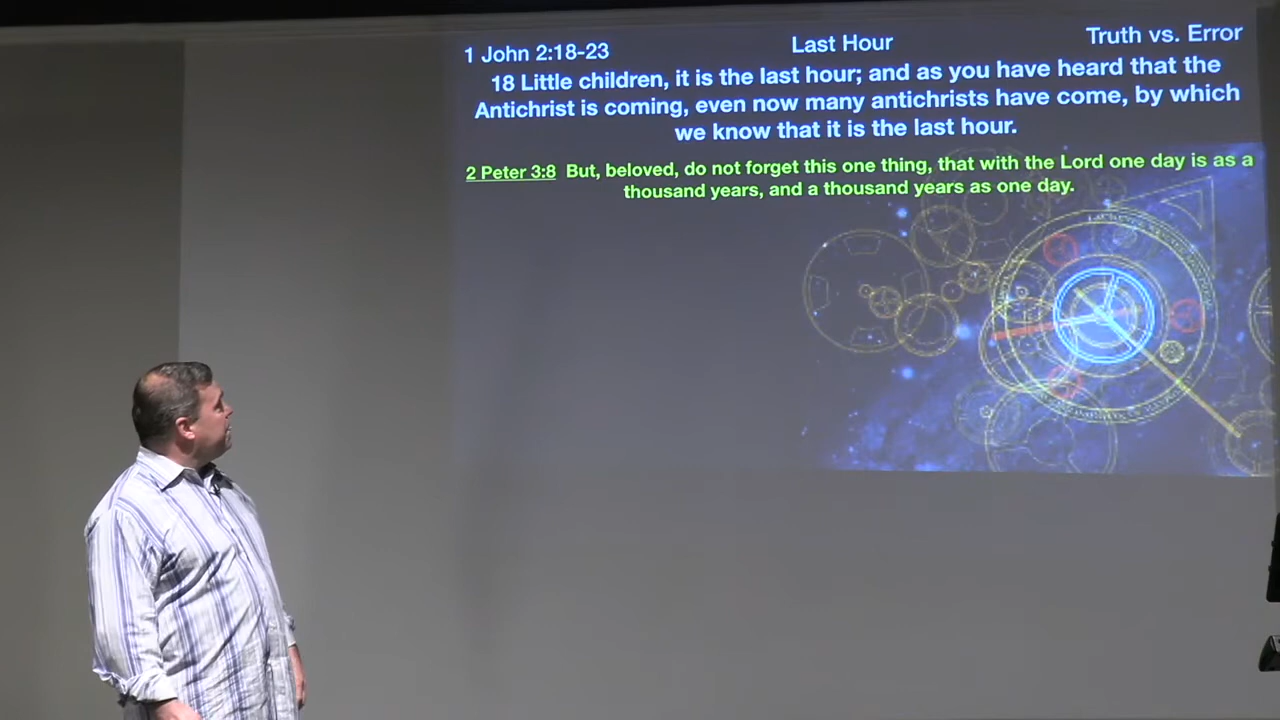 1 John 2:18-23 Last Hour Truth vs. Error
18 Little children, it is the last hour; and as you have heard that the
Antichrist is coming, even now many antichrists have come, by which
we know that it is the last hour.
2 Peter 3:8 But, beloved, do not forget this one thing, that with the Lord one day is as a
thousand years, and a thousand years as one day.